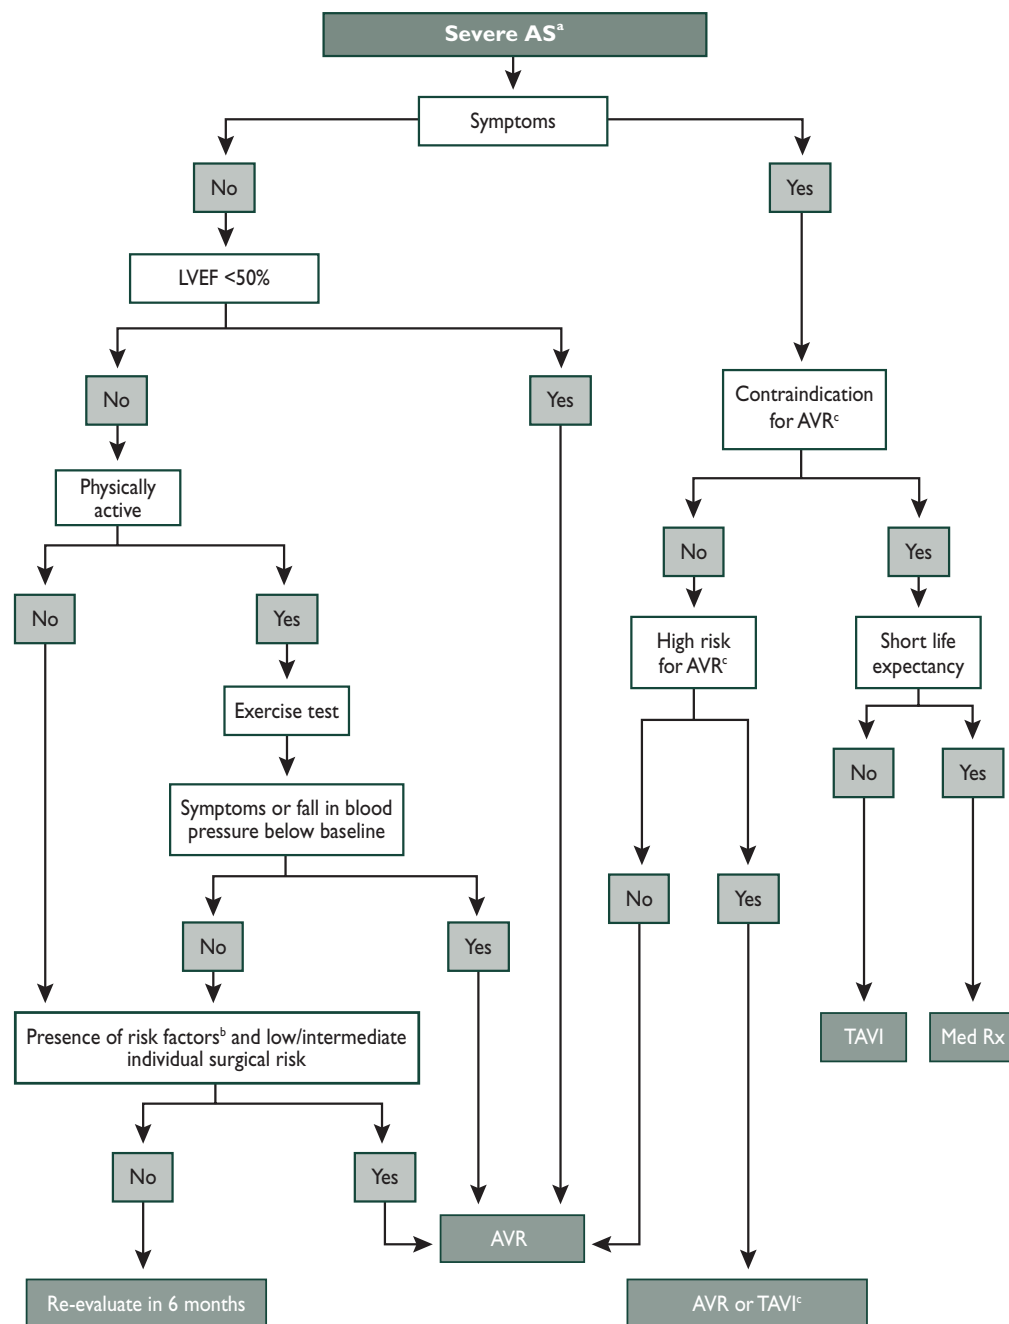 Severe ASᵃ
Symptoms
No
Yes
LVEF <50%
No
Yes
Contraindication
for AVRᶜ
Physically
active
No
Yes
No
Yes
High risk
for AVRᶜ
Short life
expectancy
Exercise test
No
Yes
Symptoms or fall in blood
pressure below baseline
No
Yes
No
Yes
Presence of risk factorsᵇ and low/intermediate
individual surgical risk
TAVI
Med Rx
No
Yes
AVR
Re-evaluate in 6 months
AVR or TAVIᶜ